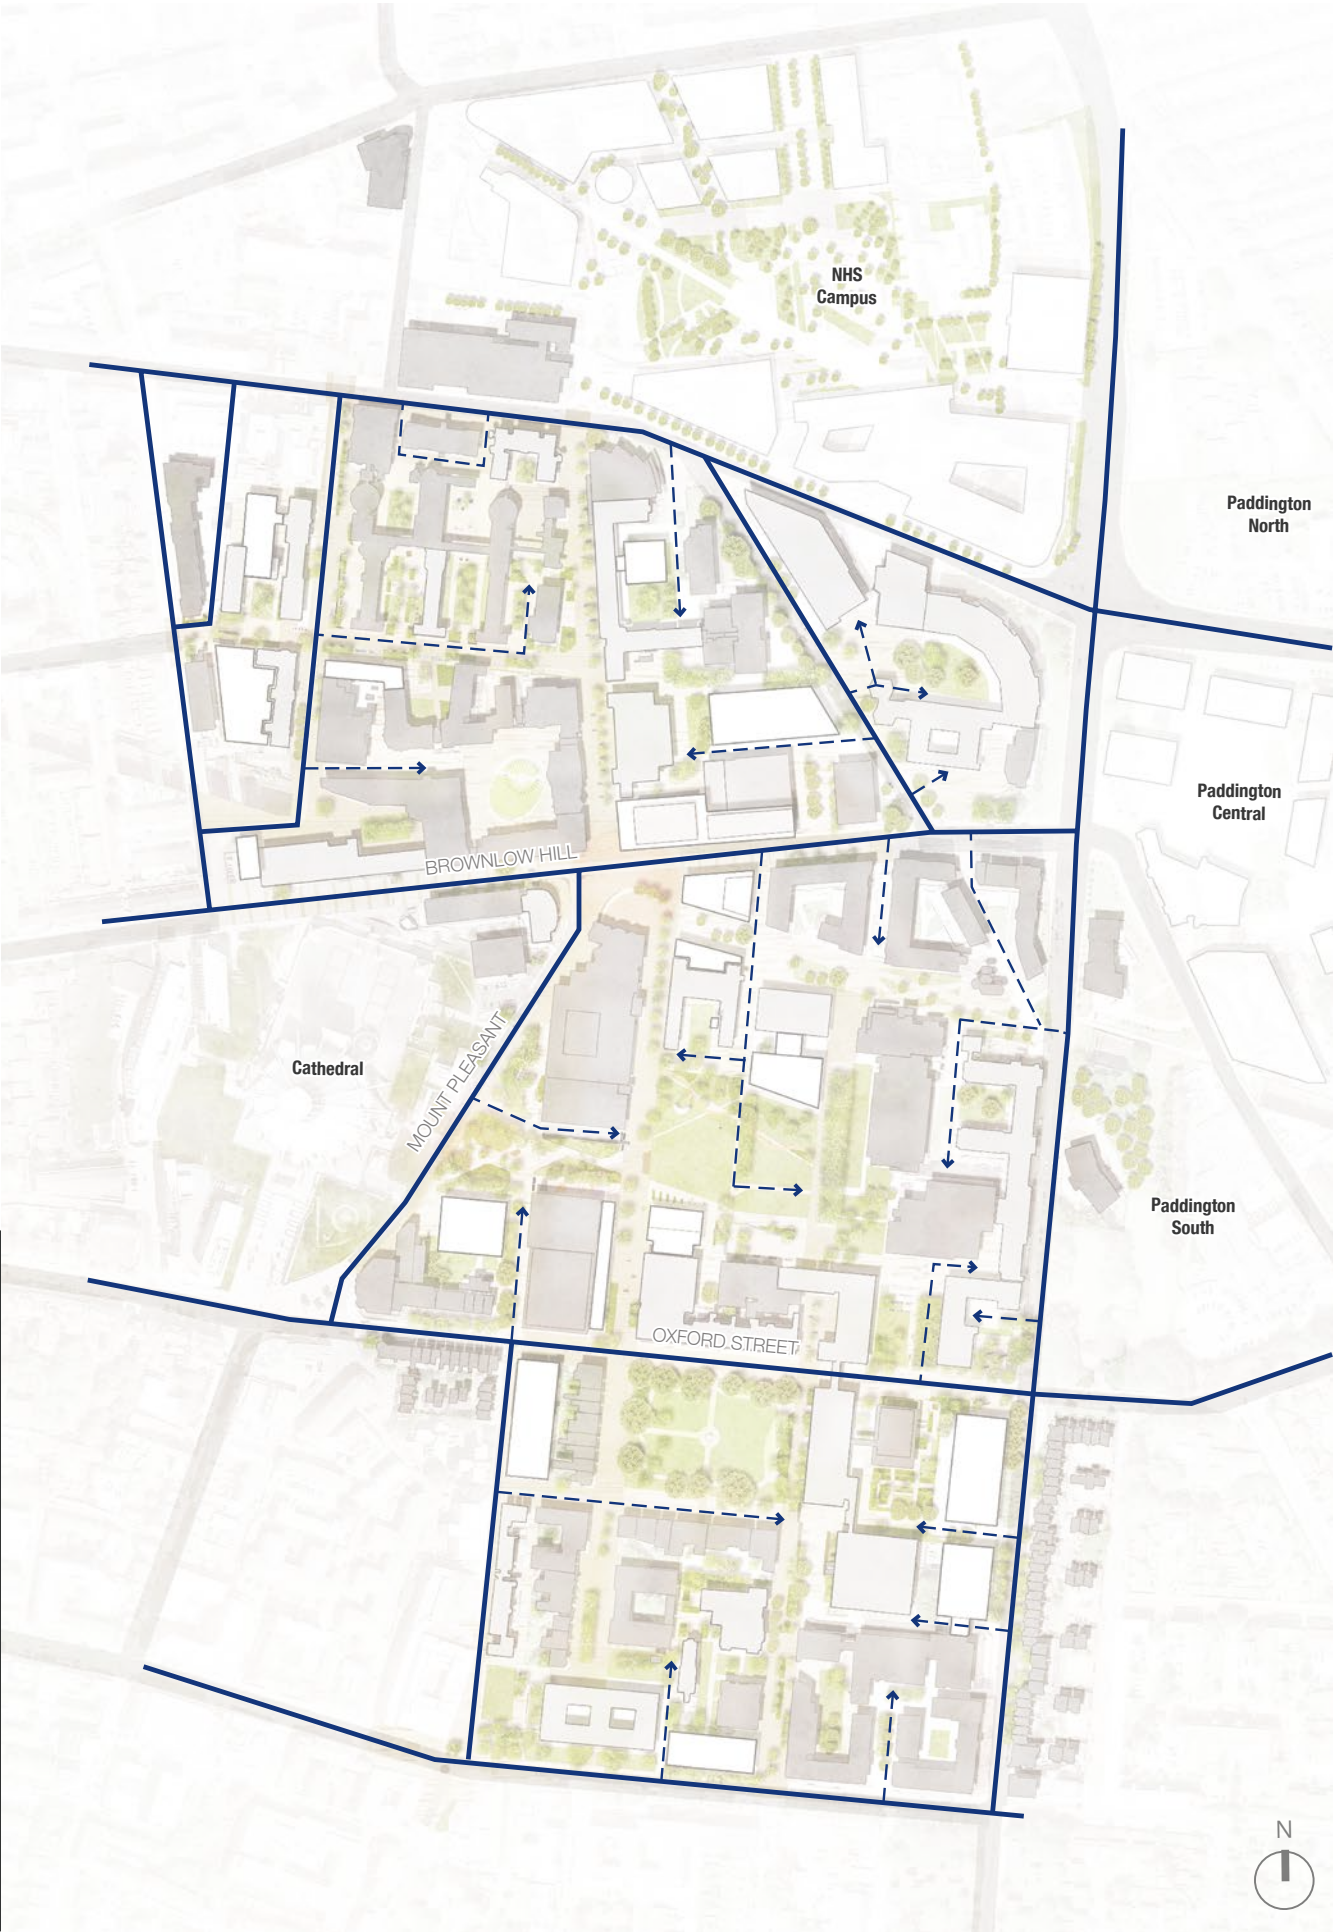 NHS
Campus
Paddington
North
Paddington
Central
BROWNLOW HILL
MOUNT PLEASANT
Cathedral
Paddington
South
OXFORD STREET
N